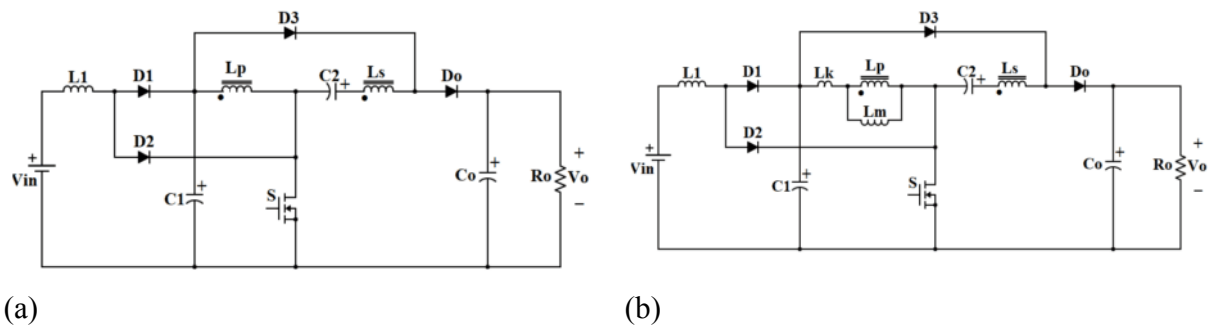 D3
L1
D1
Lp
C2
+
Ls
Do
D2
+
Vin
C1
+
S
Co
+
Ro
+
Vo
−
(a)
D3
L1
D1
Lk
Lp
C2
+
Ls
Do
Lm
D2
+
Vin
C1
+
S
Co
+
Ro
+
Vo
−
(b)